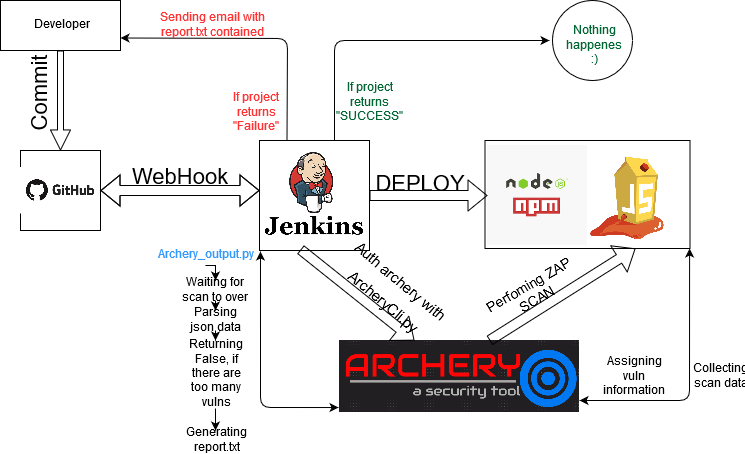 Developer
Sending email with
report.txt contained
Nothing
happenes
:)
Commit
If project
returns
"Failure"
If project
returns
"SUCCESS"
GitHub
WebHook
Jenkins
DEPLOY
node
JS
npm
JS
Archery_output.py
Waiting for
scan to over
Parsing
json data
Returning
False, if
there are
too many
vulns
Generating
report.txt
Auth archery with
ArcheryCli.py
Perfoming ZAP
SCAN
ARCHERY
a security tool
Assigning
vuln
information
Collecting
scan data